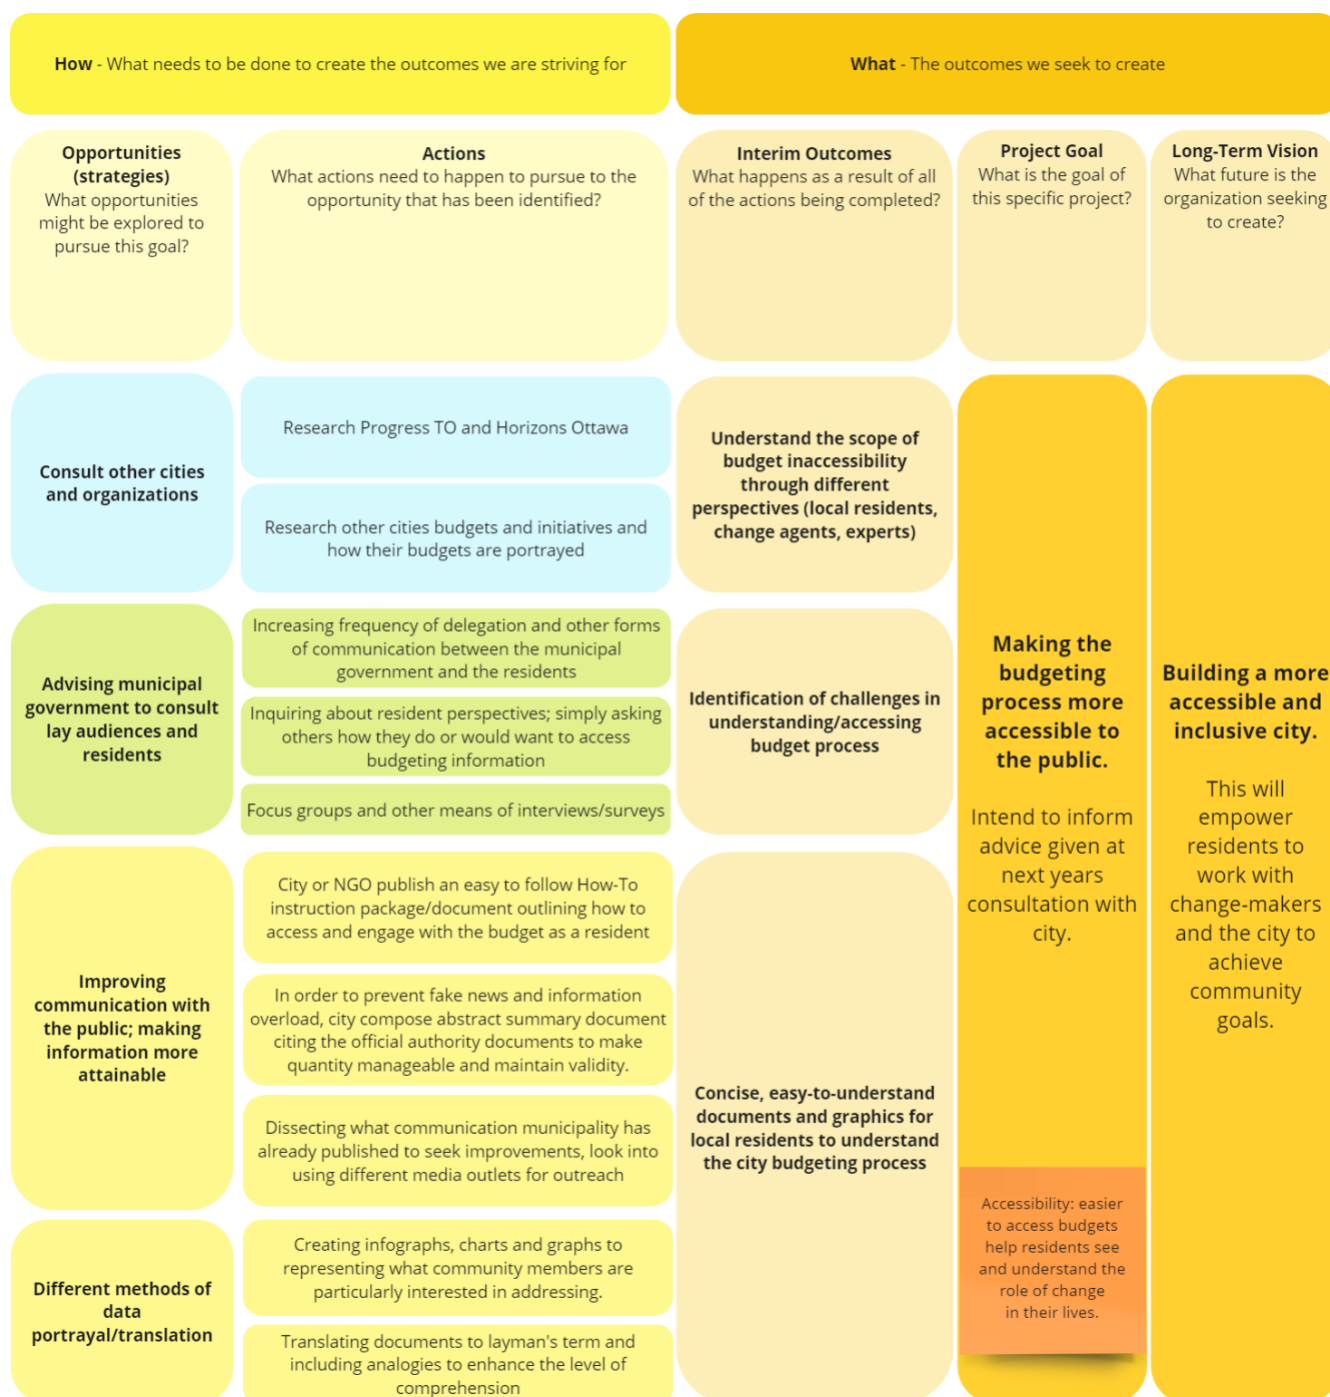 How - What needs to be done to create the outcomes we are striving for
What - The outcomes we seek to create
Opportunities
(strategies)
What opportunities
might be explored to
pursue this goal?
Actions
What actions need to happen to pursue to the
opportunity that has been identified?
Interim Outcomes
What happens as a result of all
of the actions being completed?
Project Goal
What is the goal of
this specific project?
Long-Term Vision
What future is the
organization seeking
to create?
Consult other cities
and organizations
Research Progress TO and Horizons Ottawa
Research other cities budgets and initiatives and
how their budgets are portrayed
Understand the scope of
budget inaccessibility
through different
perspectives (local residents,
change agents, experts)
Advising municipal
government to consult
lay audiences and
residents
Increasing frequency of delegation and other forms
of communication between the municipal
government and the residents
Inquiring about resident perspectives; simply asking
others how they do or would want to access
budgeting information
Focus groups and other means of interviews/surveys
Identification of challenges in
understanding/accessing
budget process
Improving
communication with
the public; making
information more
attainable
City or NGO publish an easy to follow How-To
instruction package/document outlining how to
access and engage with the budget as a resident
In order to prevent fake news and information
overload, city compose abstract summary document
citing the official authority documents to make
quantity manageable and maintain validity.
Dissecting what communication municipality has
already published to seek improvements, look into
using different media outlets for outreach
Different methods of
data
portrayal/translation
Creating infographs, charts and graphs to
representing what community members are
particularly interested in addressing.
Translating documents to layman's term and
including analogies to enhance the level of
comprehension
Concise, easy-to-understand
documents and graphics for
local residents to understand
the city budgeting process
Making the
budgeting
process more
accessible to
the public.
Intend to inform
advice given at
next years
consultation with
city.
Accessibility: easier
to access budgets
help residents see
and understand the
role of change
in their lives.
Building a more
accessible and
inclusive city.
This will
empower
residents to
work with
change-makers
and the city to
achieve
community
goals.